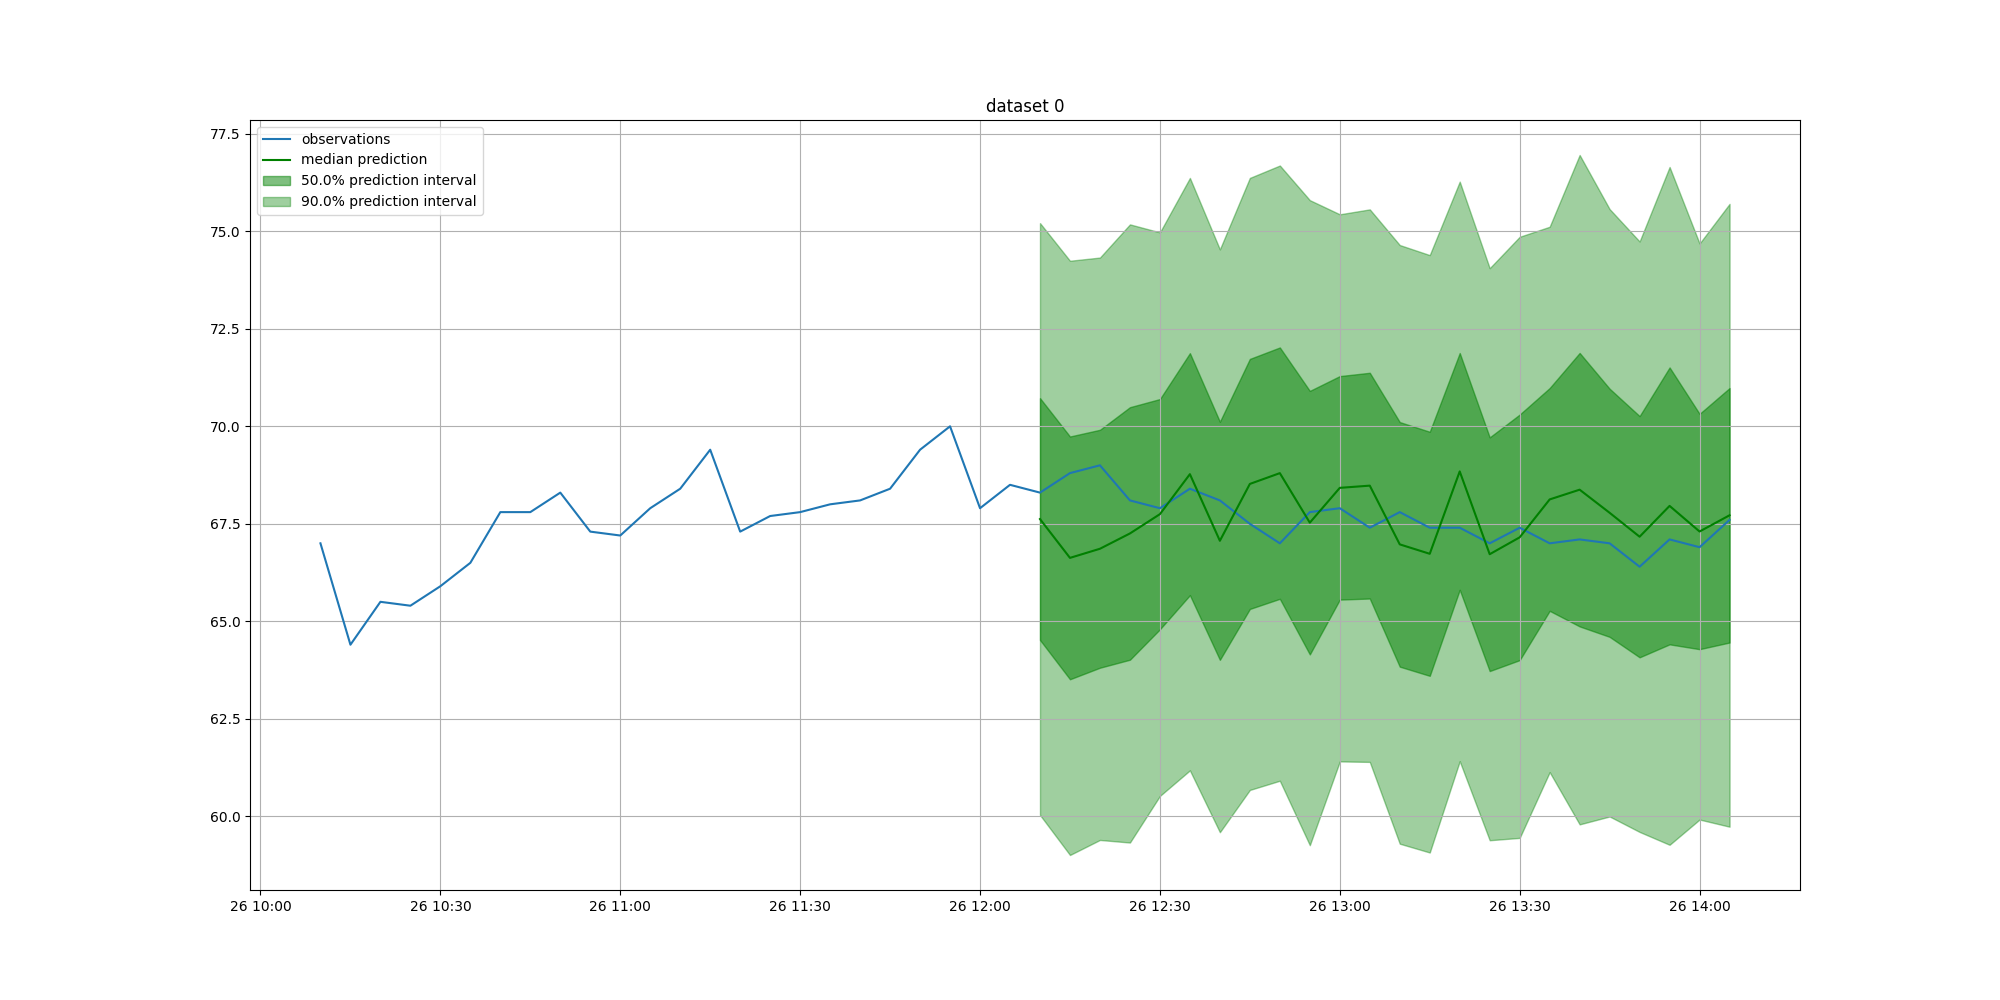 dataset 0
observations
median prediction
50.0% prediction interval
90.0% prediction interval
77.5
75.0
72.5
70.0
67.5
65.0
62.5
60.0
26 10:00 26 10:30 26 11:00 26 11:30 26 12:00 26 12:30 26 13:00 26 13:30 26 14:00